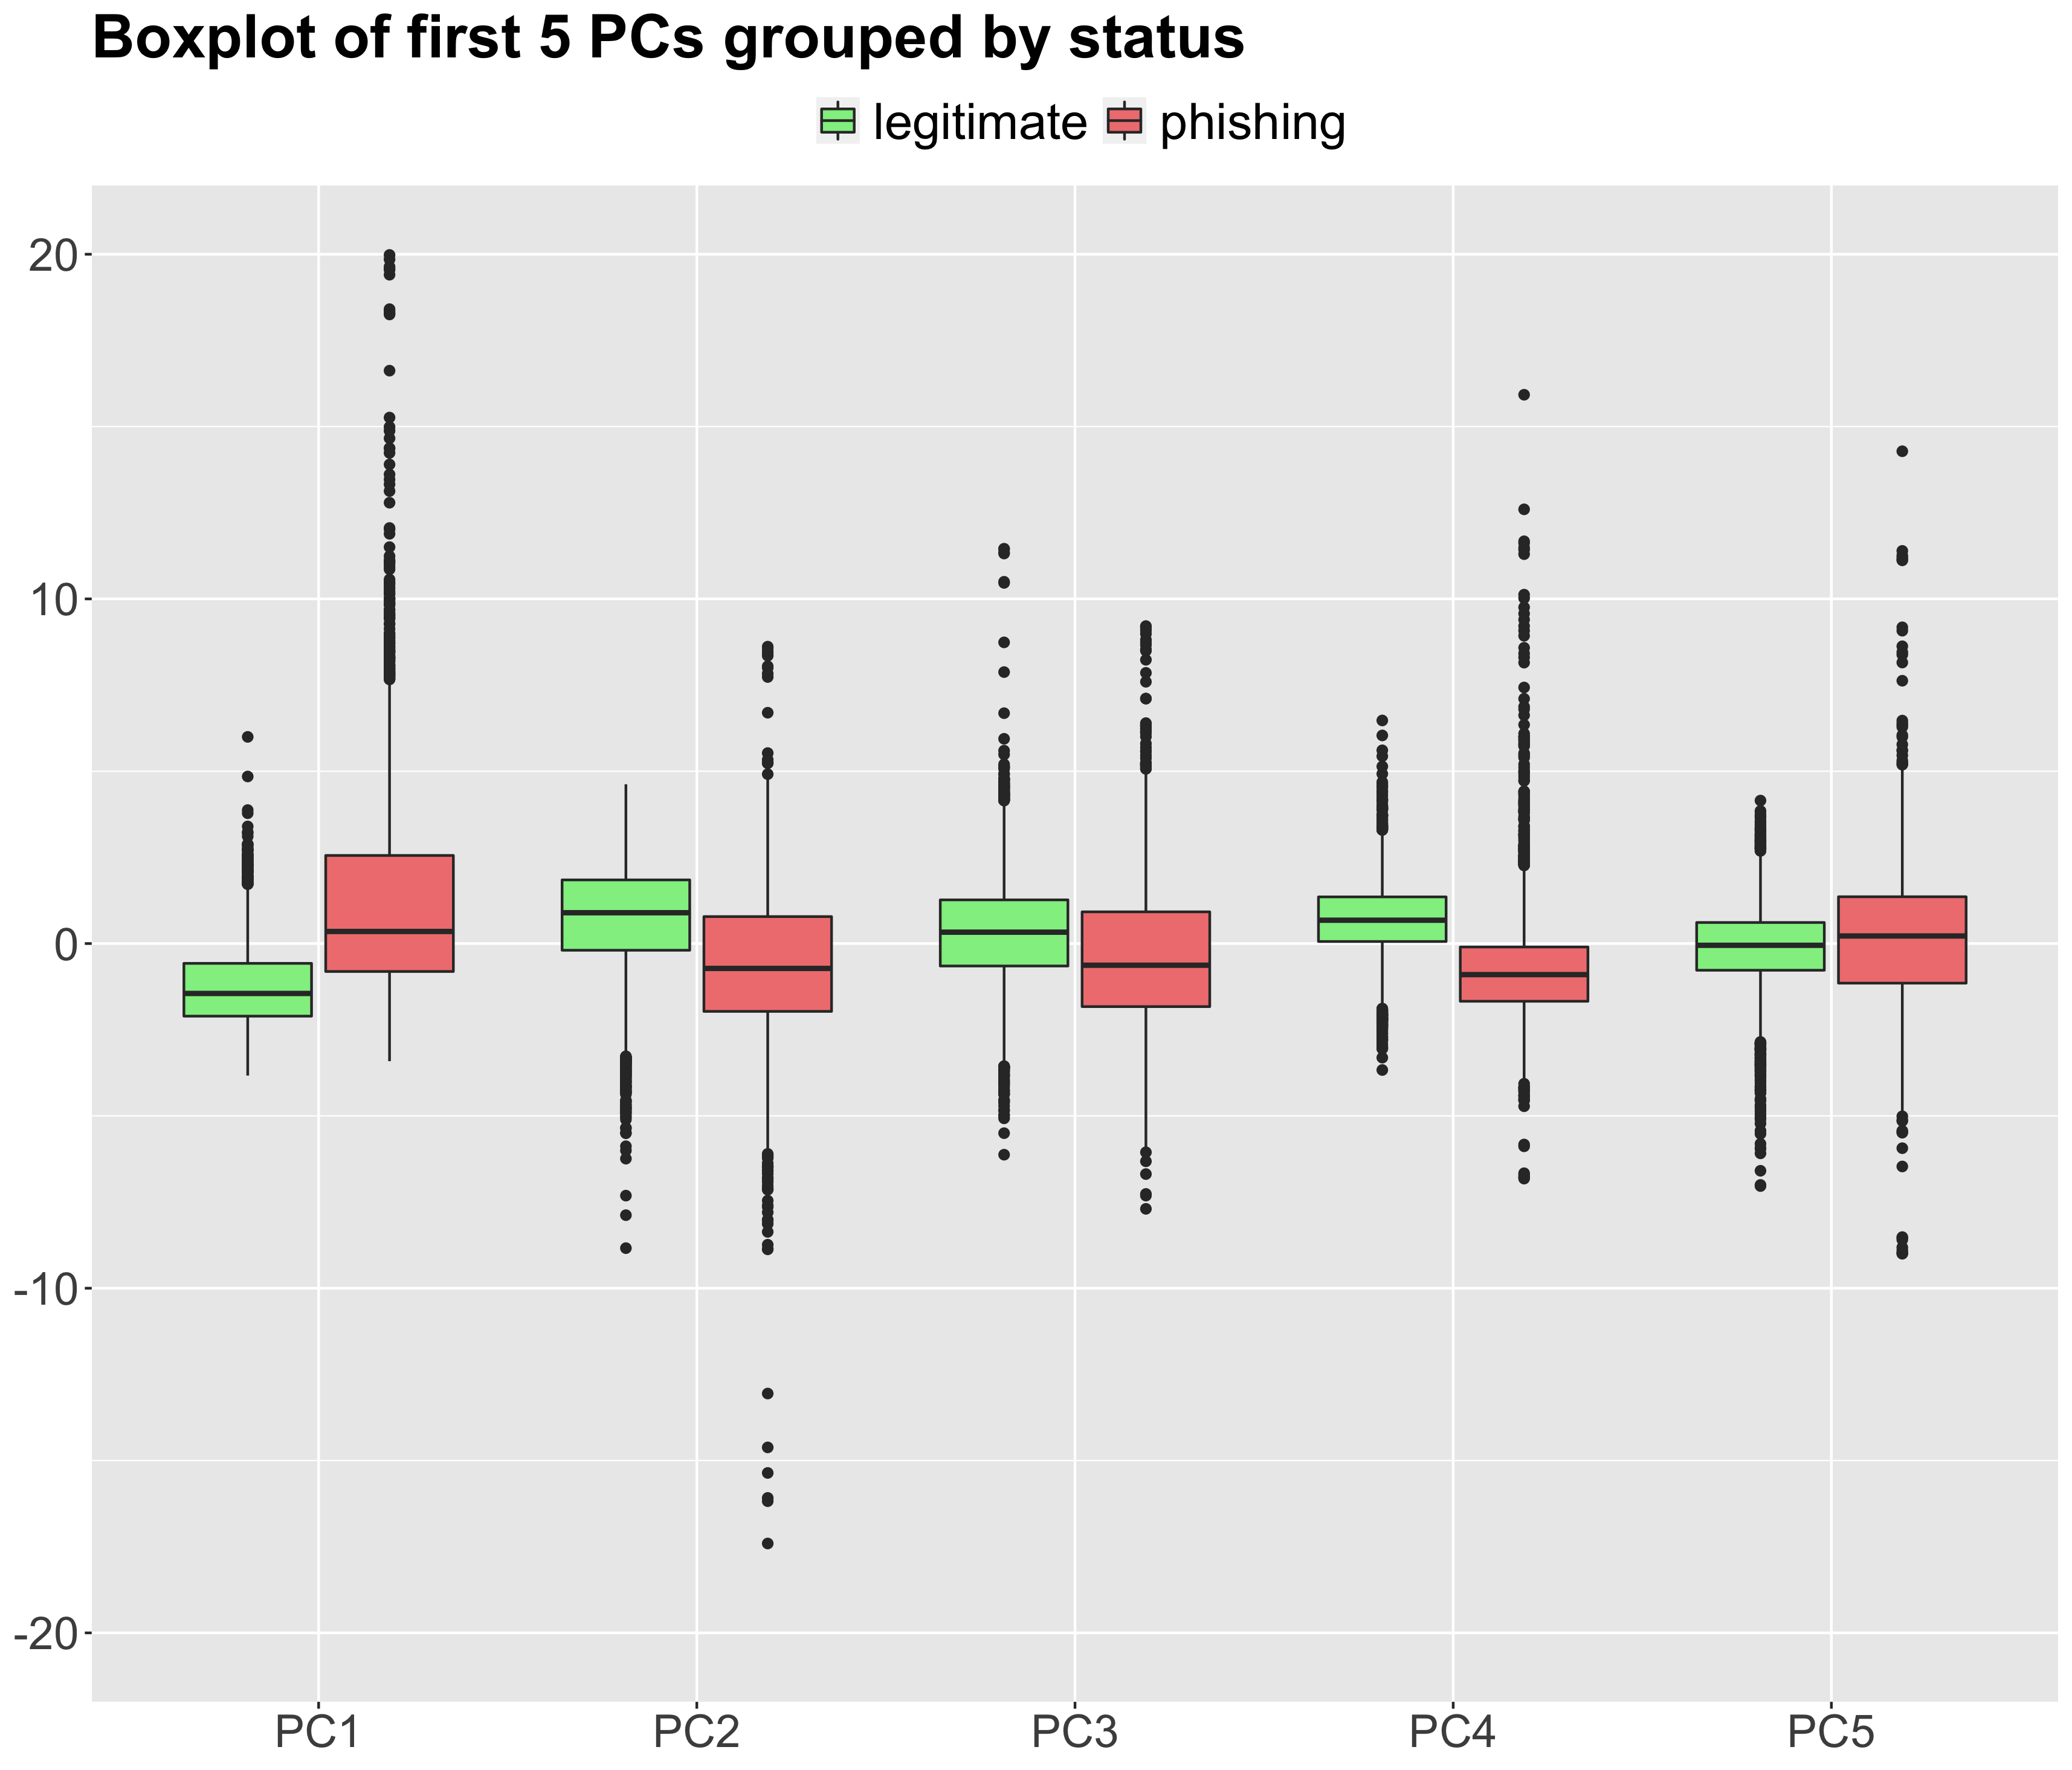 Boxplot of first 5 PCs grouped by status
legitimate phishing
20
10
0
-10
-20
PC1 PC2 PC3 PC4 PC5